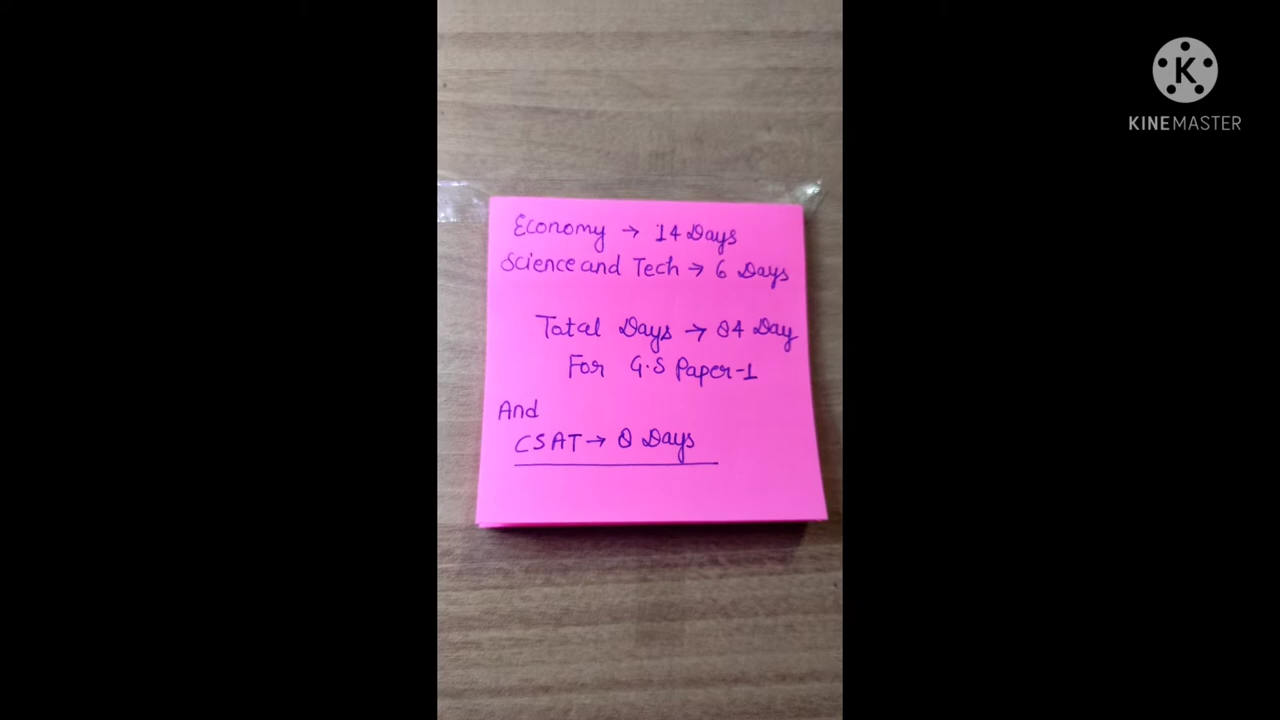 KINEMASTER
Economy → 14 Days
Science and Tech → 6 Days
Total Days → 84 Day
For G.S Paper-1
And
CSAT → 8 Days